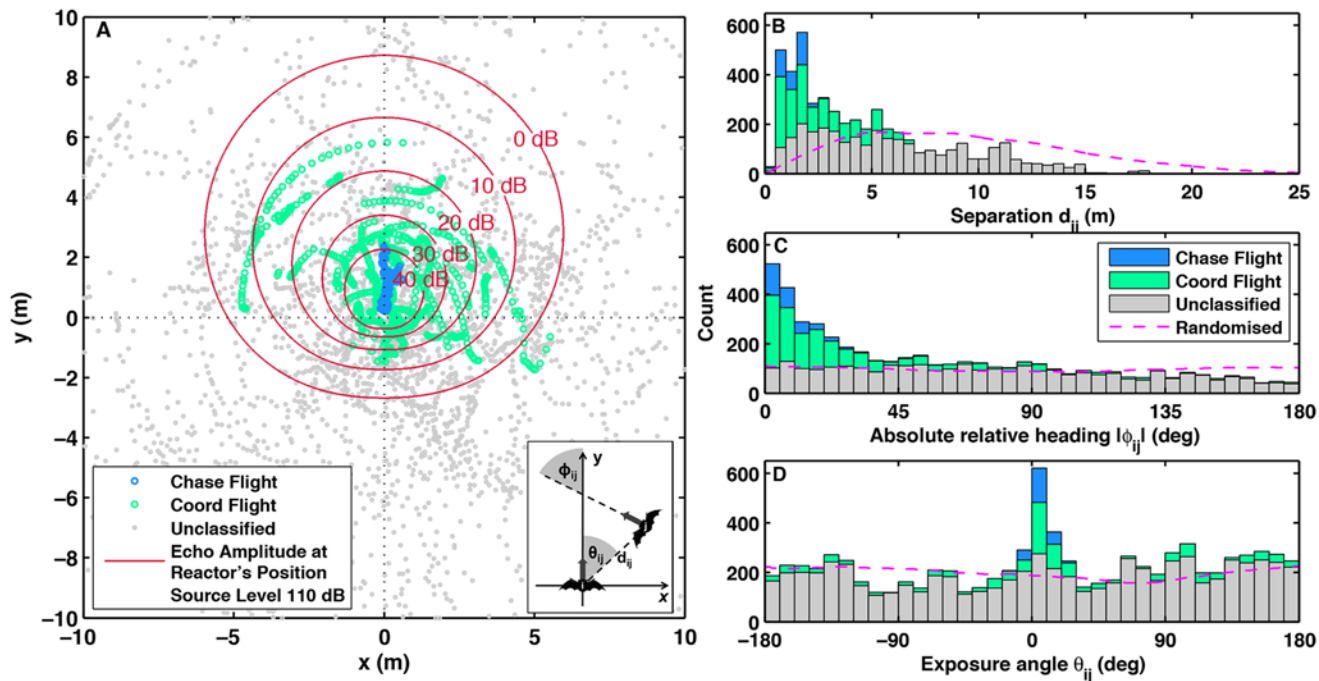 A
10
8
6
4
2
0
−2
−4
−6
−8
−10
y (m)
0 dB
10 dB
20 dB
30 dB
40 dB
Chase Flight
Coord Flight
Unclassified
Echo Amplitude at
Reactor's Position
Source Level 110 dB
y
ϕij
θij
dij
x
−10
−5
0
5
10
x (m)
B
600
400
200
0
0
5
10
15
20
25
Separation dij (m)
C
600
400
200
0
Count
Chase Flight
Coord Flight
Unclassified
Randomised
0
45
90
135
180
Absolute relative heading |ϕij| (deg)
D
600
400
200
0
−180
−90
0
90
180
Exposure angle θij (deg)